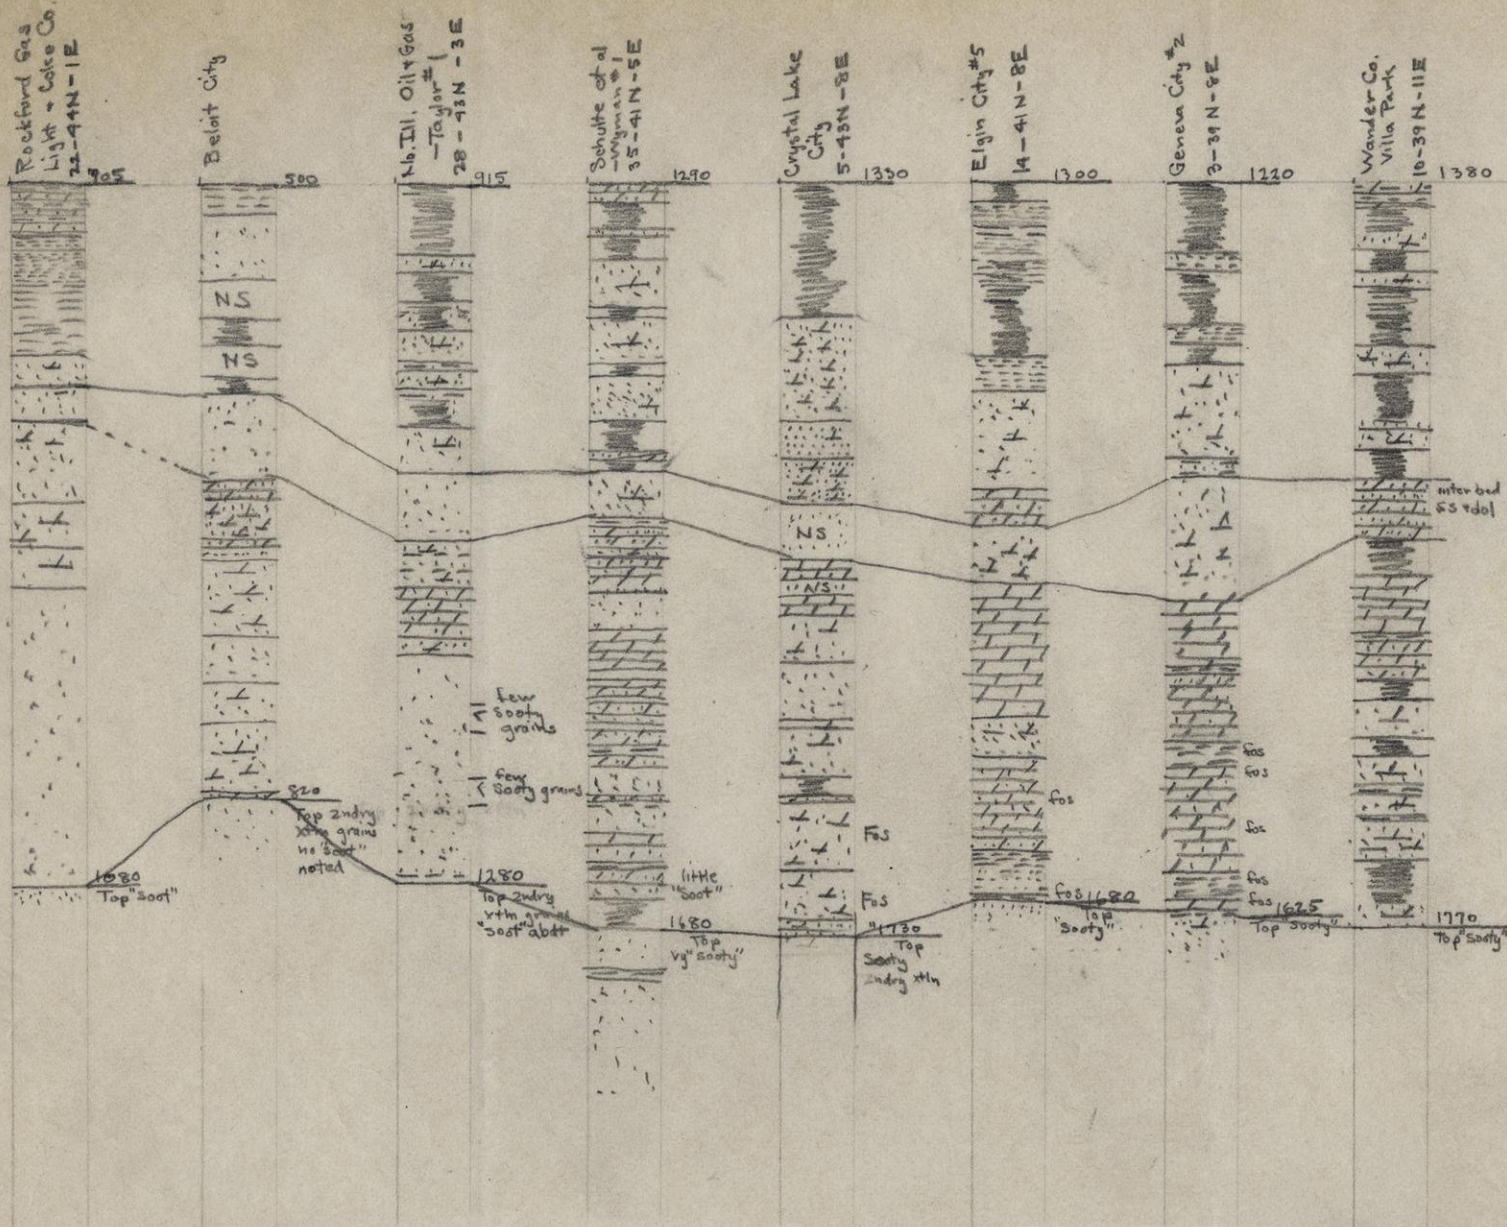 Rockford Gas
Light + Coke Co.
22-44N-1E
905
Beloit City
500
No. Ill. Oil + Gas
-Taylor #1
28-43N-3E
915
Schulte et al
-Wyman #1
35-41N-5E
1290
Crystal Lake
City
5-43N-8E
1330
Elgin City #5
14-41N-8E
1300
Geneva City #2
3-39N-8E
1220
Wander Co.
Villa Park
10-39N-11E
1380
NS
NS
NS
NS
inter bed
SS + dol
few
sooty
grains
few
sooty grains
fos
fos
fos
fos
fos
fos
fos
Fos
Fos
820
Top 2ndry
xtln grains
no "soot"
noted
Top "Soot"
1280
Top 2ndry
xtln grains
"soot" abdt
little
"Soot"
1680
Top
vy "sooty"
1730
Top
Sooty
2ndry xtln
1680
Top
"sooty"
1625
Top "Sooty"
1770
Top "Sooty"